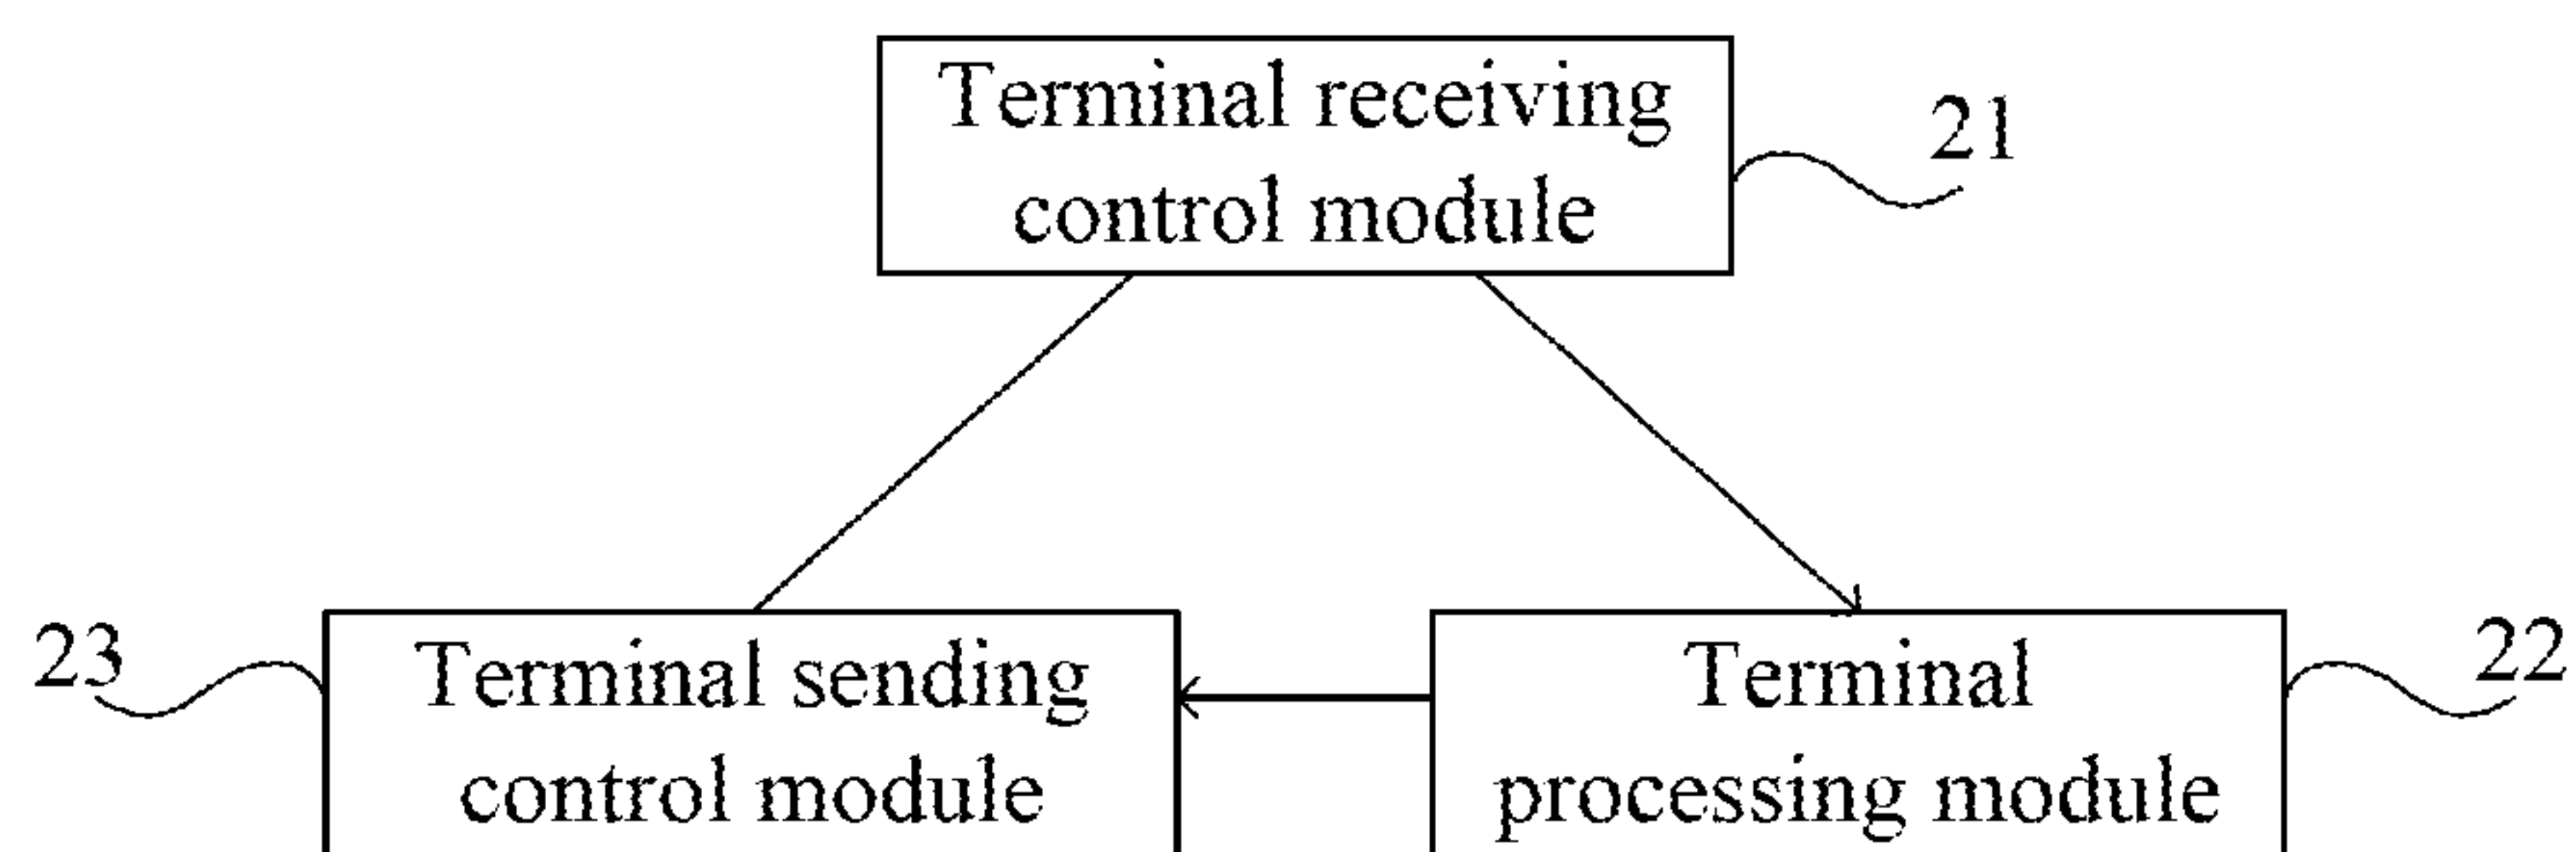 Terminal receiving
control module
21
23
Terminal sending
control module
Terminal
processing module
22